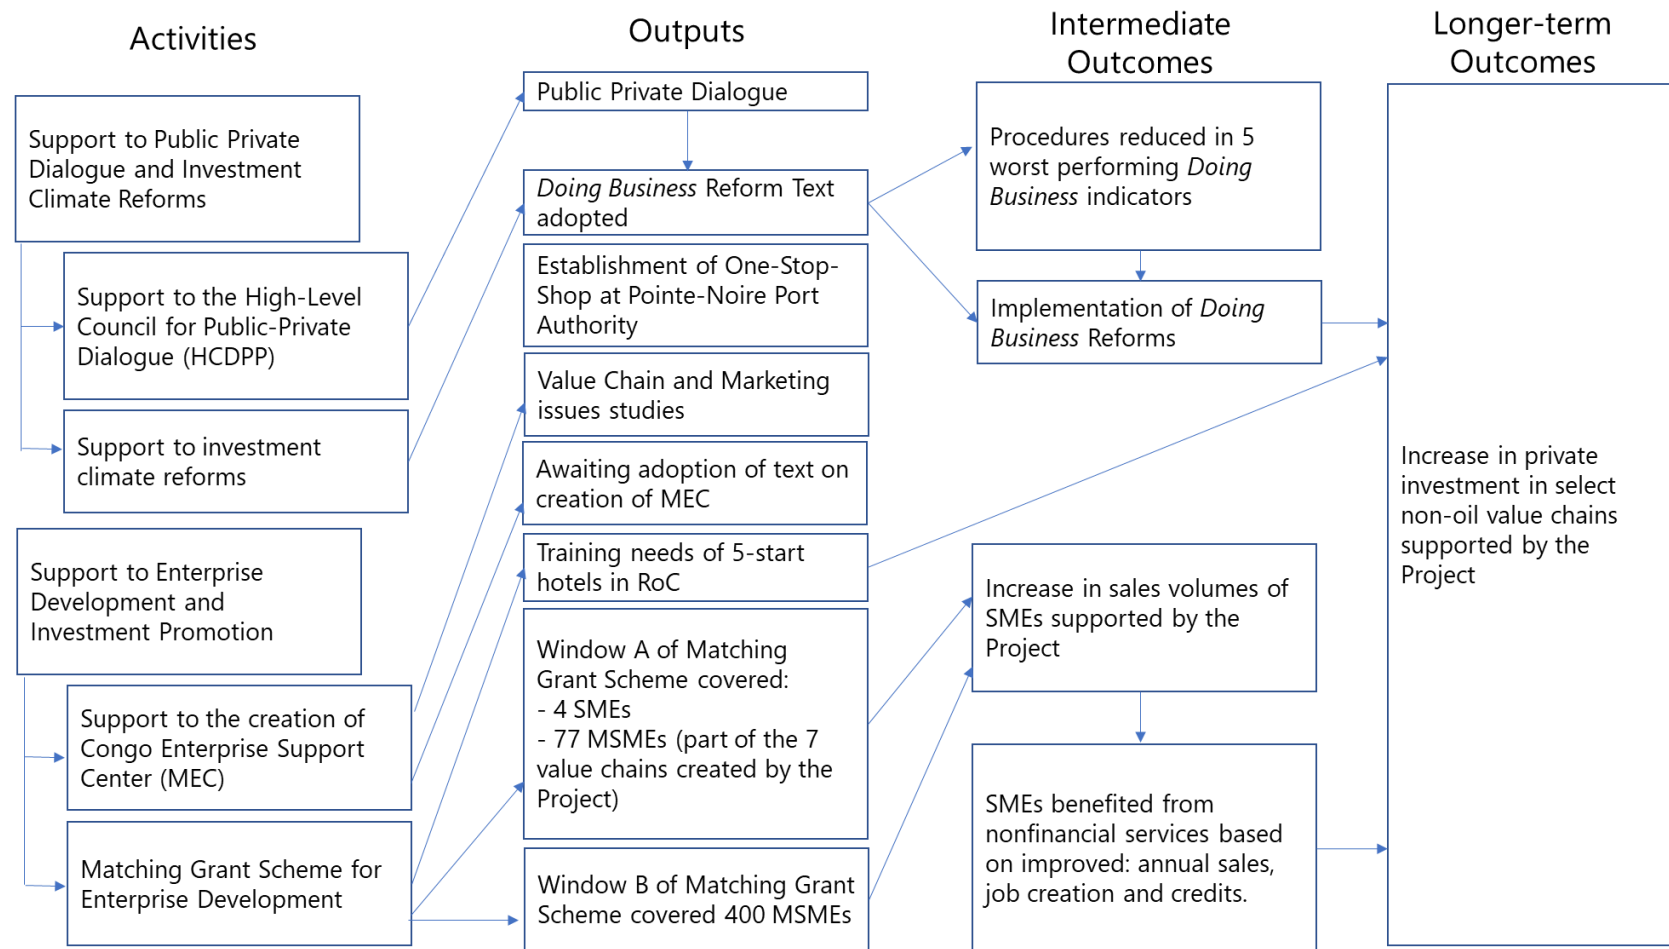 Activities
Support to Public Private
Dialogue and Investment
Climate Reforms
Support to the High-Level
Council for Public-Private
Dialogue (HCDPP)
Support to investment
climate reforms
Support to Enterprise
Development and
Investment Promotion
Support to the creation of
Congo Enterprise Support
Center (MEC)
Matching Grant Scheme for
Enterprise Development
Outputs
Public Private Dialogue
Doing Business Reform Text
adopted
Establishment of One-Stop-
Shop at Pointe-Noire Port
Authority
Value Chain and Marketing
issues studies
Awaiting adoption of text on
creation of MEC
Training needs of 5-start
hotels in RoC
Window A of Matching
Grant Scheme covered:
- 4 SMEs
- 77 MSMEs (part of the 7
value chains created by the
Project)
Window B of Matching Grant
Scheme covered 400 MSMEs
Intermediate
Outcomes
Procedures reduced in 5
worst performing Doing
Business indicators
Implementation of Doing
Business Reforms
Increase in sales volumes of
SMEs supported by the
Project
SMEs benefited from
nonfinancial services based
on improved: annual sales,
job creation and credits.
Longer-term
Outcomes
Increase in private
investment in select
non-oil value chains
supported by the
Project